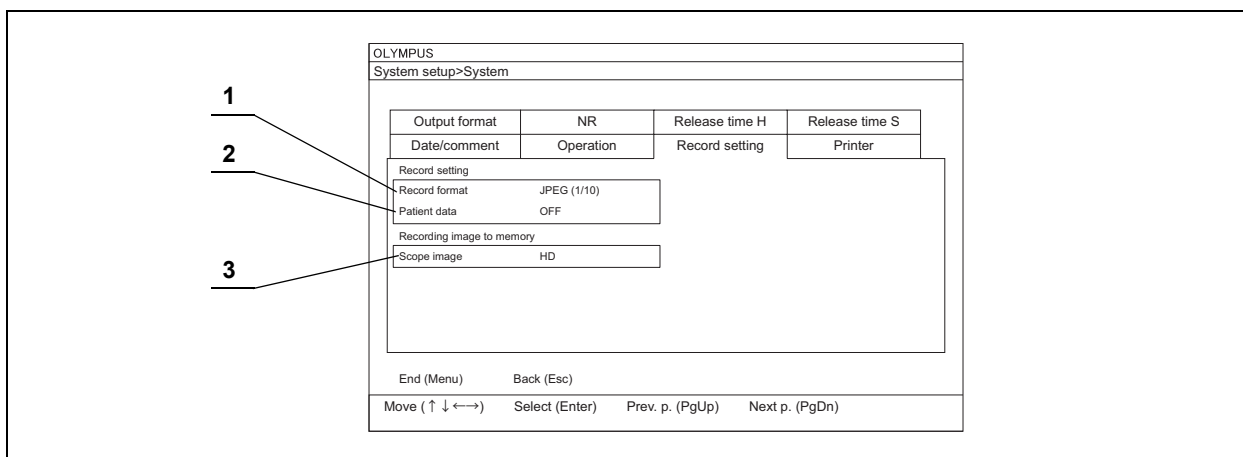 OLYMPUS
System setup>System
1
Output format NR Release time H Release time S
Date/comment Operation Record setting Printer
2
Record setting
Record format JPEG (1/10)
Patient data OFF
Recording image to memory
Scope image HD
3
End (Menu) Back (Esc)
Move (↑↓←→) Select (Enter) Prev. p. (PgUp) Next p. (PgDn)